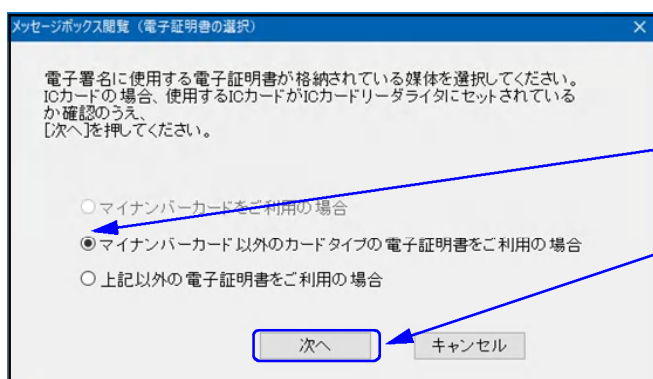 メッセージボックス閲覧（電子証明書の選択）
電子署名に使用する電子証明書が格納されている媒体を選択してください。
ICカードの場合、使用するICカードがICカードリーダライタにセットされている
か確認のうえ、
[次へ]を押してください。
マイナンバーカードをご利用の場合
マイナンバーカード以外のカードタイプの電子証明書をご利用の場合
上記以外の電子証明書をご利用の場合
次へ キャンセル